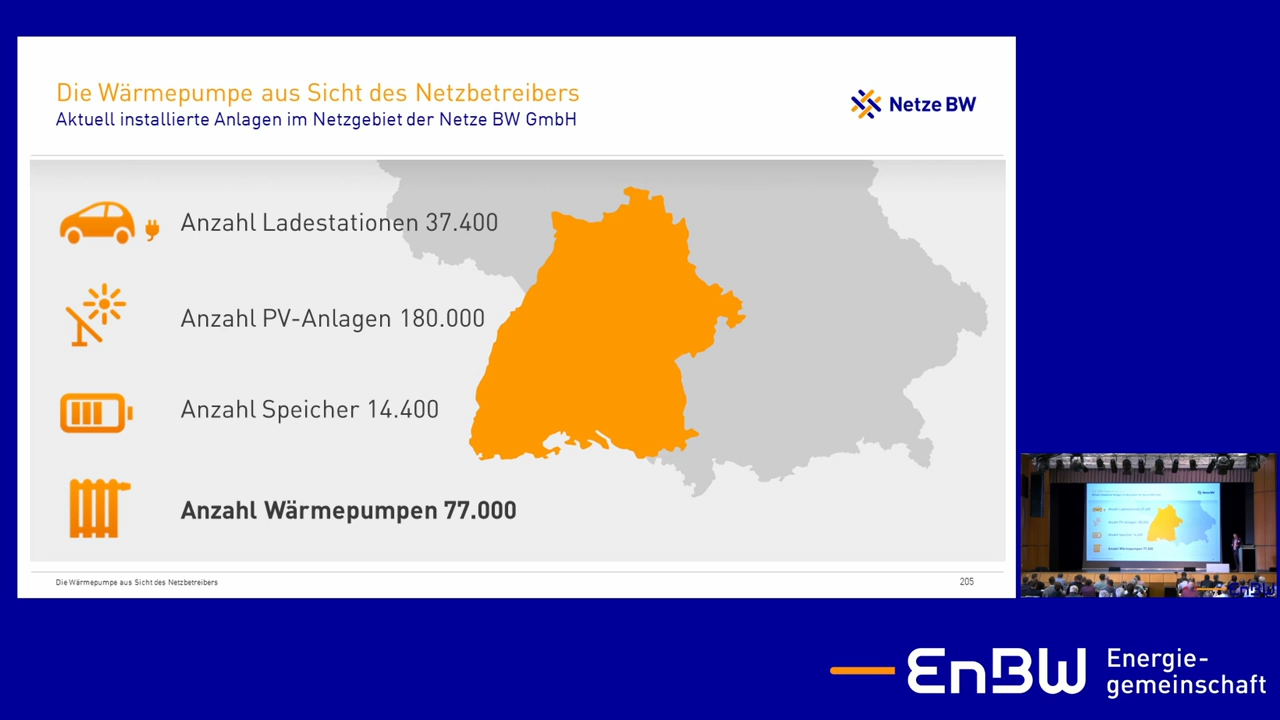 Die Wärmepumpe aus Sicht des Netzbetreibers
Aktuell installierte Anlagen im Netzgebiet der Netze BW GmbH
Netze BW
Anzahl Ladestationen 37.400
Anzahl PV-Anlagen 180.000
Anzahl Speicher 14.400
Anzahl Wärmepumpen 77.000
Die Wärmepumpe aus Sicht des Netzbetreibers
205
EnBW
Energie-
gemeinschaft